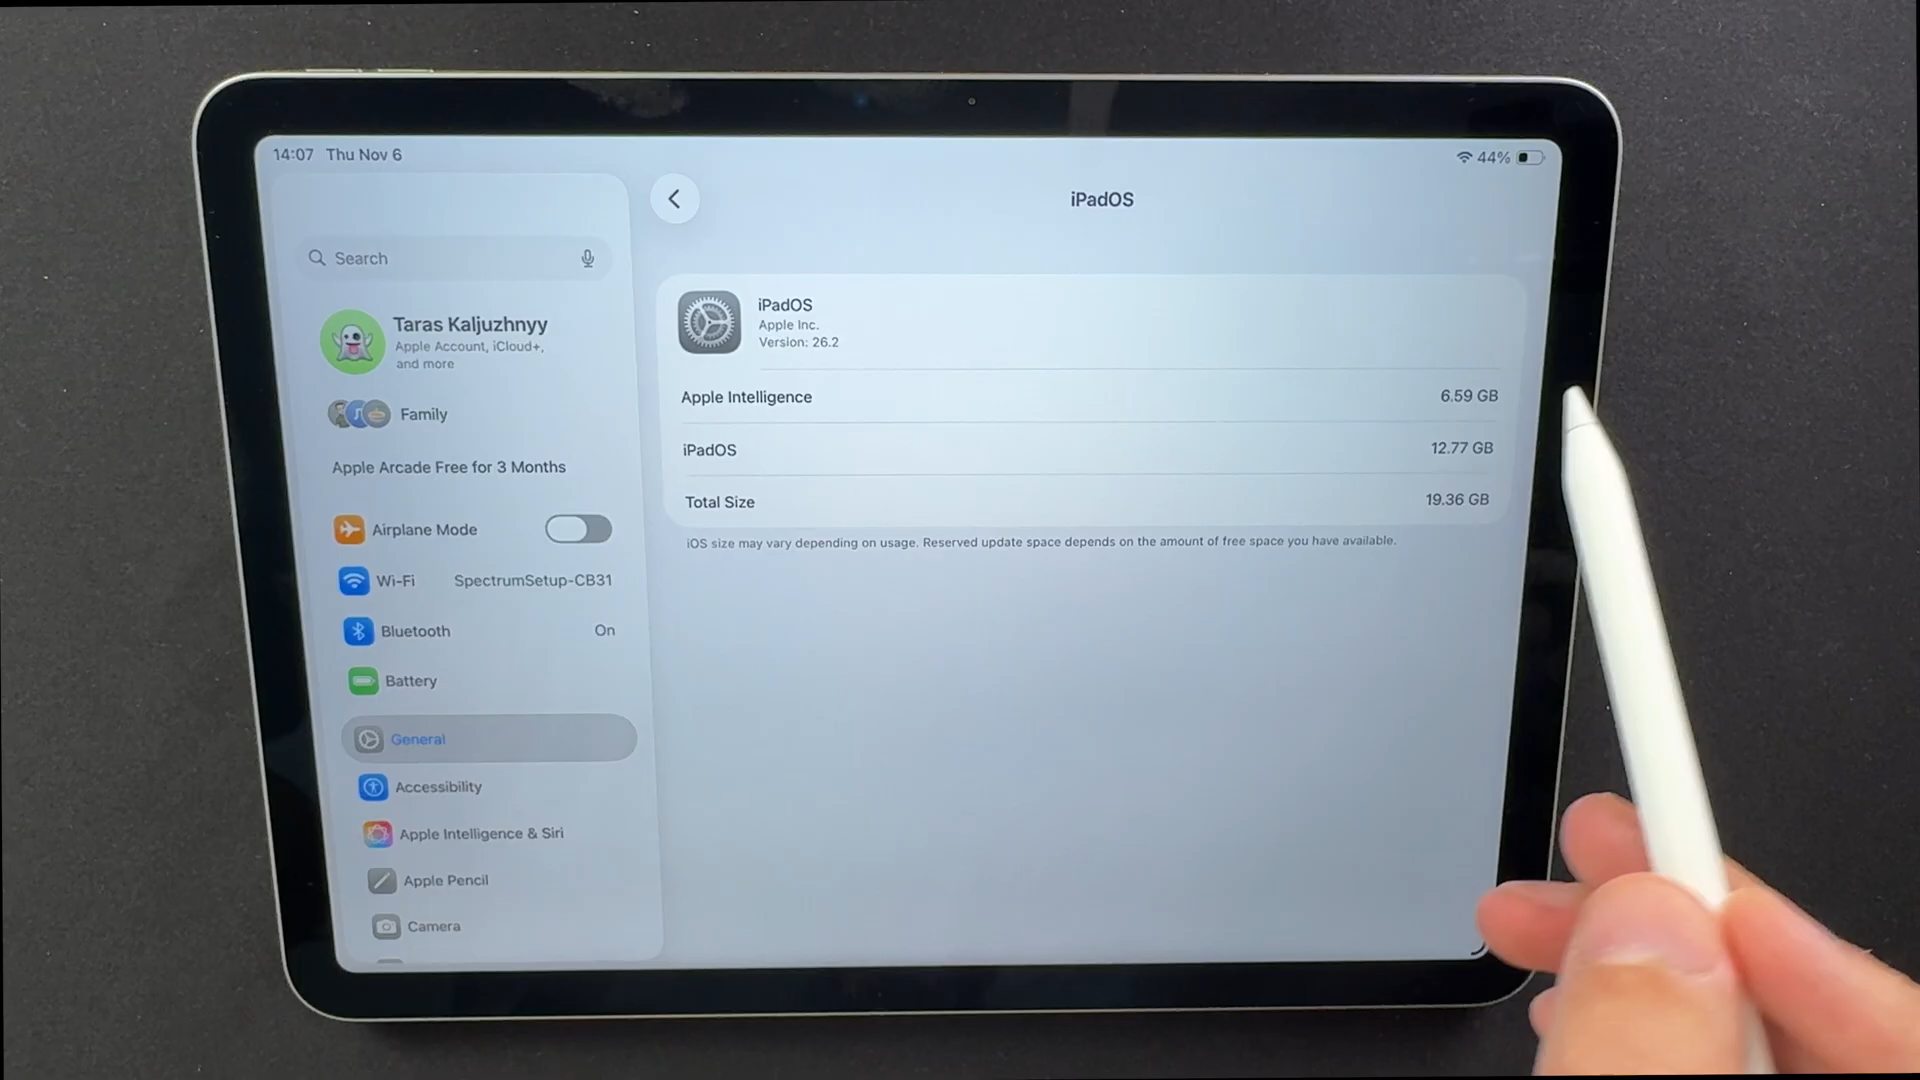 14:07 Thu Nov 6
44%
Search
Taras Kaljuzhnyy
Apple Account, iCloud+,
and more
Family
Apple Arcade Free for 3 Months
Airplane Mode
Wi-Fi SpectrumSetup-CB31
Bluetooth On
Battery
General
Accessibility
Apple Intelligence & Siri
Apple Pencil
Camera
iPadOS
iPadOS
Apple Inc.
Version: 26.2
Apple Intelligence 6.59 GB
iPadOS 12.77 GB
Total Size 19.36 GB
iOS size may vary depending on usage. Reserved update space depends on the amount of free space you have available.